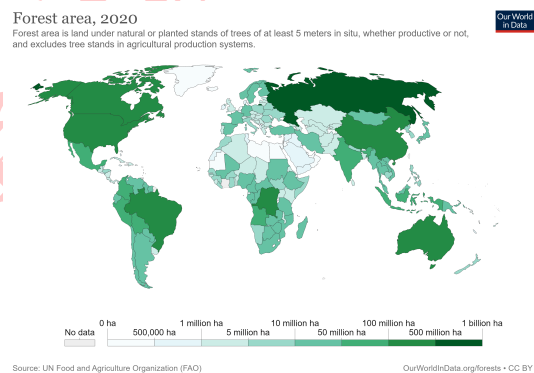 Forest area, 2020
Our World
in Data
Forest area is land under natural or planted stands of trees of at least 5 meters in situ, whether productive or not,
and excludes tree stands in agricultural production systems.
0 ha
1 million ha
10 million ha
100 million ha
1 billion ha
No data
500,000 ha
5 million ha
50 million ha
500 million ha
Source: UN Food and Agriculture Organization (FAO)
OurWorldInData.org/forests • CC BY